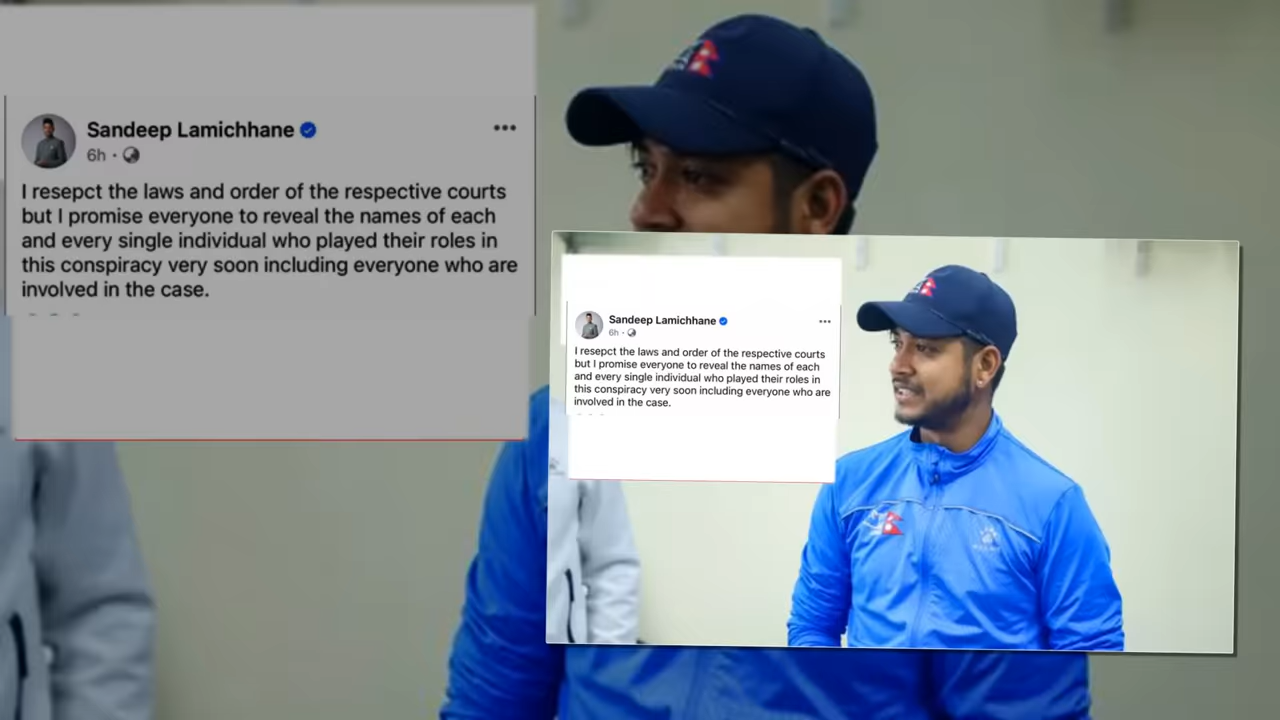 Sandeep Lamichhane
6h
I resepct the laws and order of the respective courts
but I promise everyone to reveal the names of each
and every single individual who played their roles in
this conspiracy very soon including everyone who are
involved in the case.
Sandeep Lamichhane
6h
I resepct the laws and order of the respective courts
but I promise everyone to reveal the names of each
and every single individual who played their roles in
this conspiracy very soon including everyone who are
involved in the case.